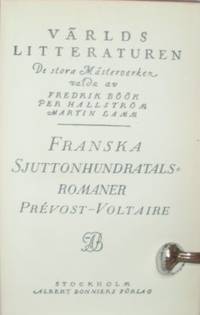 VÄRLDS
LITTERATUREN
De stora Mästerverken
valda av
FREDRIK BÖÖK
PER HALLSTRÖM
MARTIN LAMM
FRANSKA
SJUTTONHUNDRATALS-
ROMANER
PRÉVOST-VOLTAIRE
AB
STOCKHOLM
ALBERT BONNIERS FÖRLAG